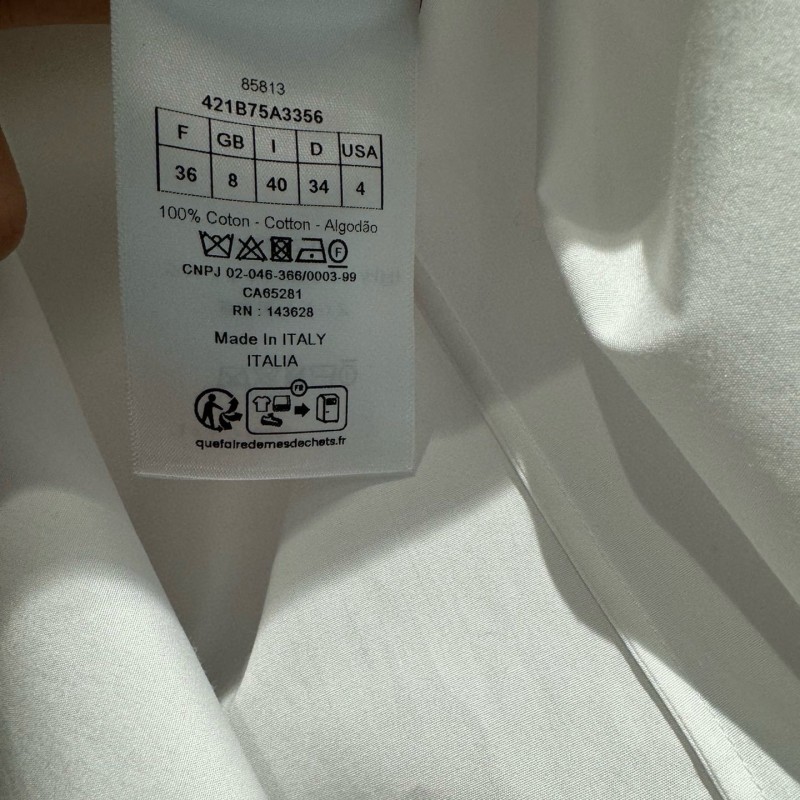 85813
421B75A3356
F GB I D USA
36 8 40 34 4
100% Coton - Cotton - Algodão
F
CNPJ 02-046-366/0003-99
CA65281
RN : 143628
Made In ITALY
ITALIA
FR
quefairedemesdechets.fr